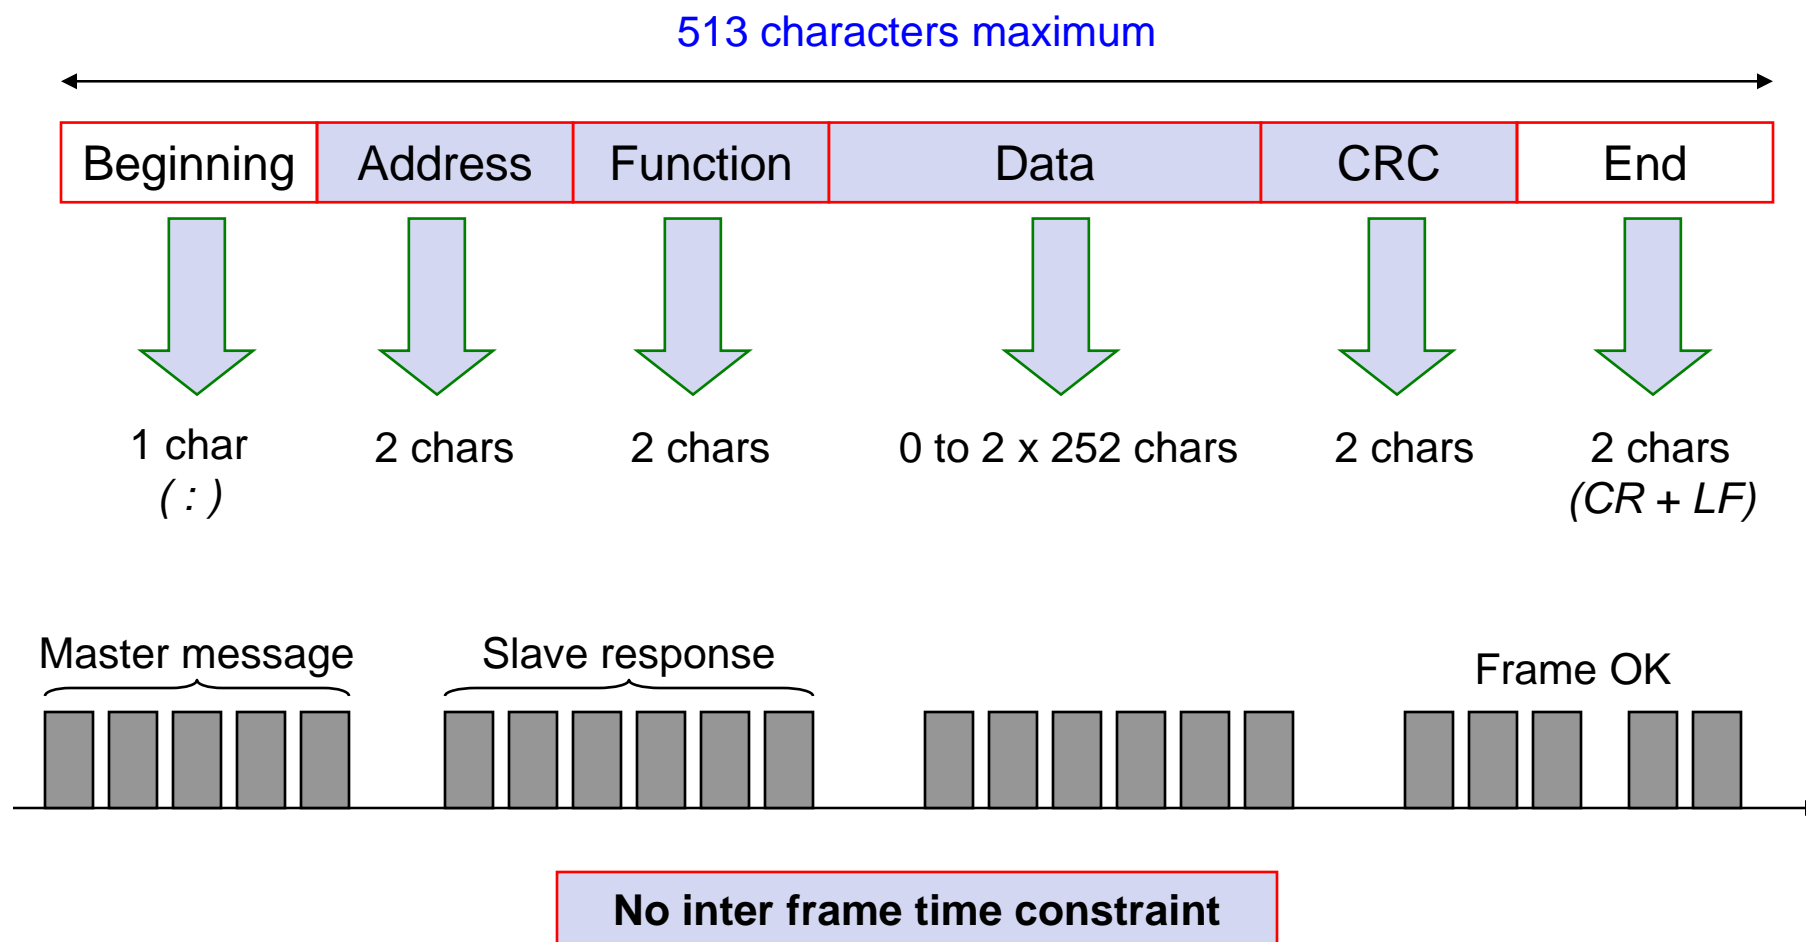 513 characters maximum
Beginning Address Function Data CRC End
1 char 2 chars 2 chars 0 to 2 x 252 chars 2 chars 2 chars
( : ) (CR + LF)
Master message Slave response Frame OK
No inter frame time constraint